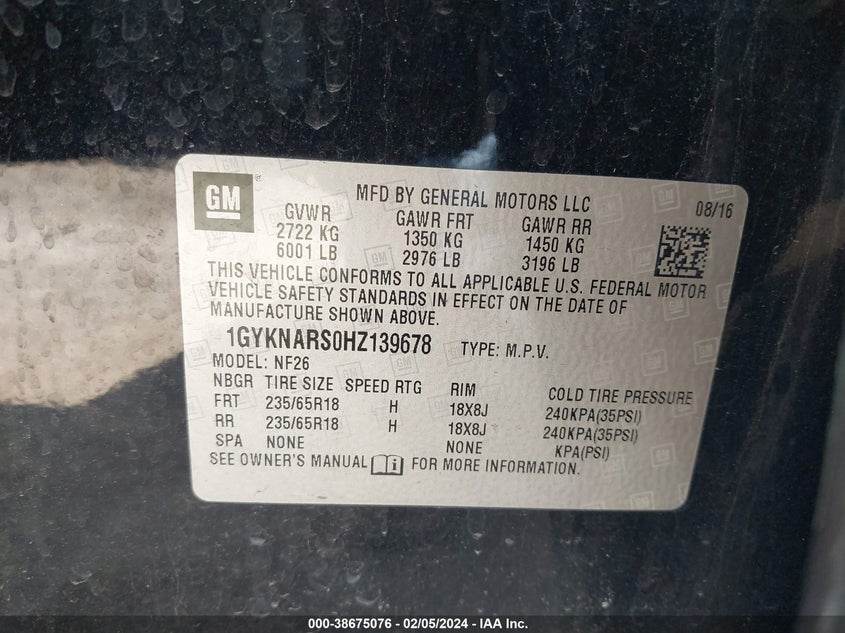 GM ®
MFD BY GENERAL MOTORS LLC 08/16
GVWR GAWR FRT GAWR RR
2722 KG 1350 KG 1450 KG
6001 LB 2976 LB 3196 LB
THIS VEHICLE CONFORMS TO ALL APPLICABLE U.S. FEDERAL MOTOR
VEHICLE SAFETY STANDARDS IN EFFECT ON THE DATE OF
MANUFACTURE SHOWN ABOVE.
1GYKNARS0HZ139678 TYPE: M.P.V.
MODEL: NF26
NBGR TIRE SIZE SPEED RTG RIM COLD TIRE PRESSURE
FRT 235/65R18 H 18X8J 240KPA(35PSI)
RR 235/65R18 H 18X8J 240KPA(35PSI)
SPA NONE NONE KPA(PSI)
SEE OWNER'S MANUAL i FOR MORE INFORMATION.
000-38675076 - 02/05/2024 - IAA Inc.